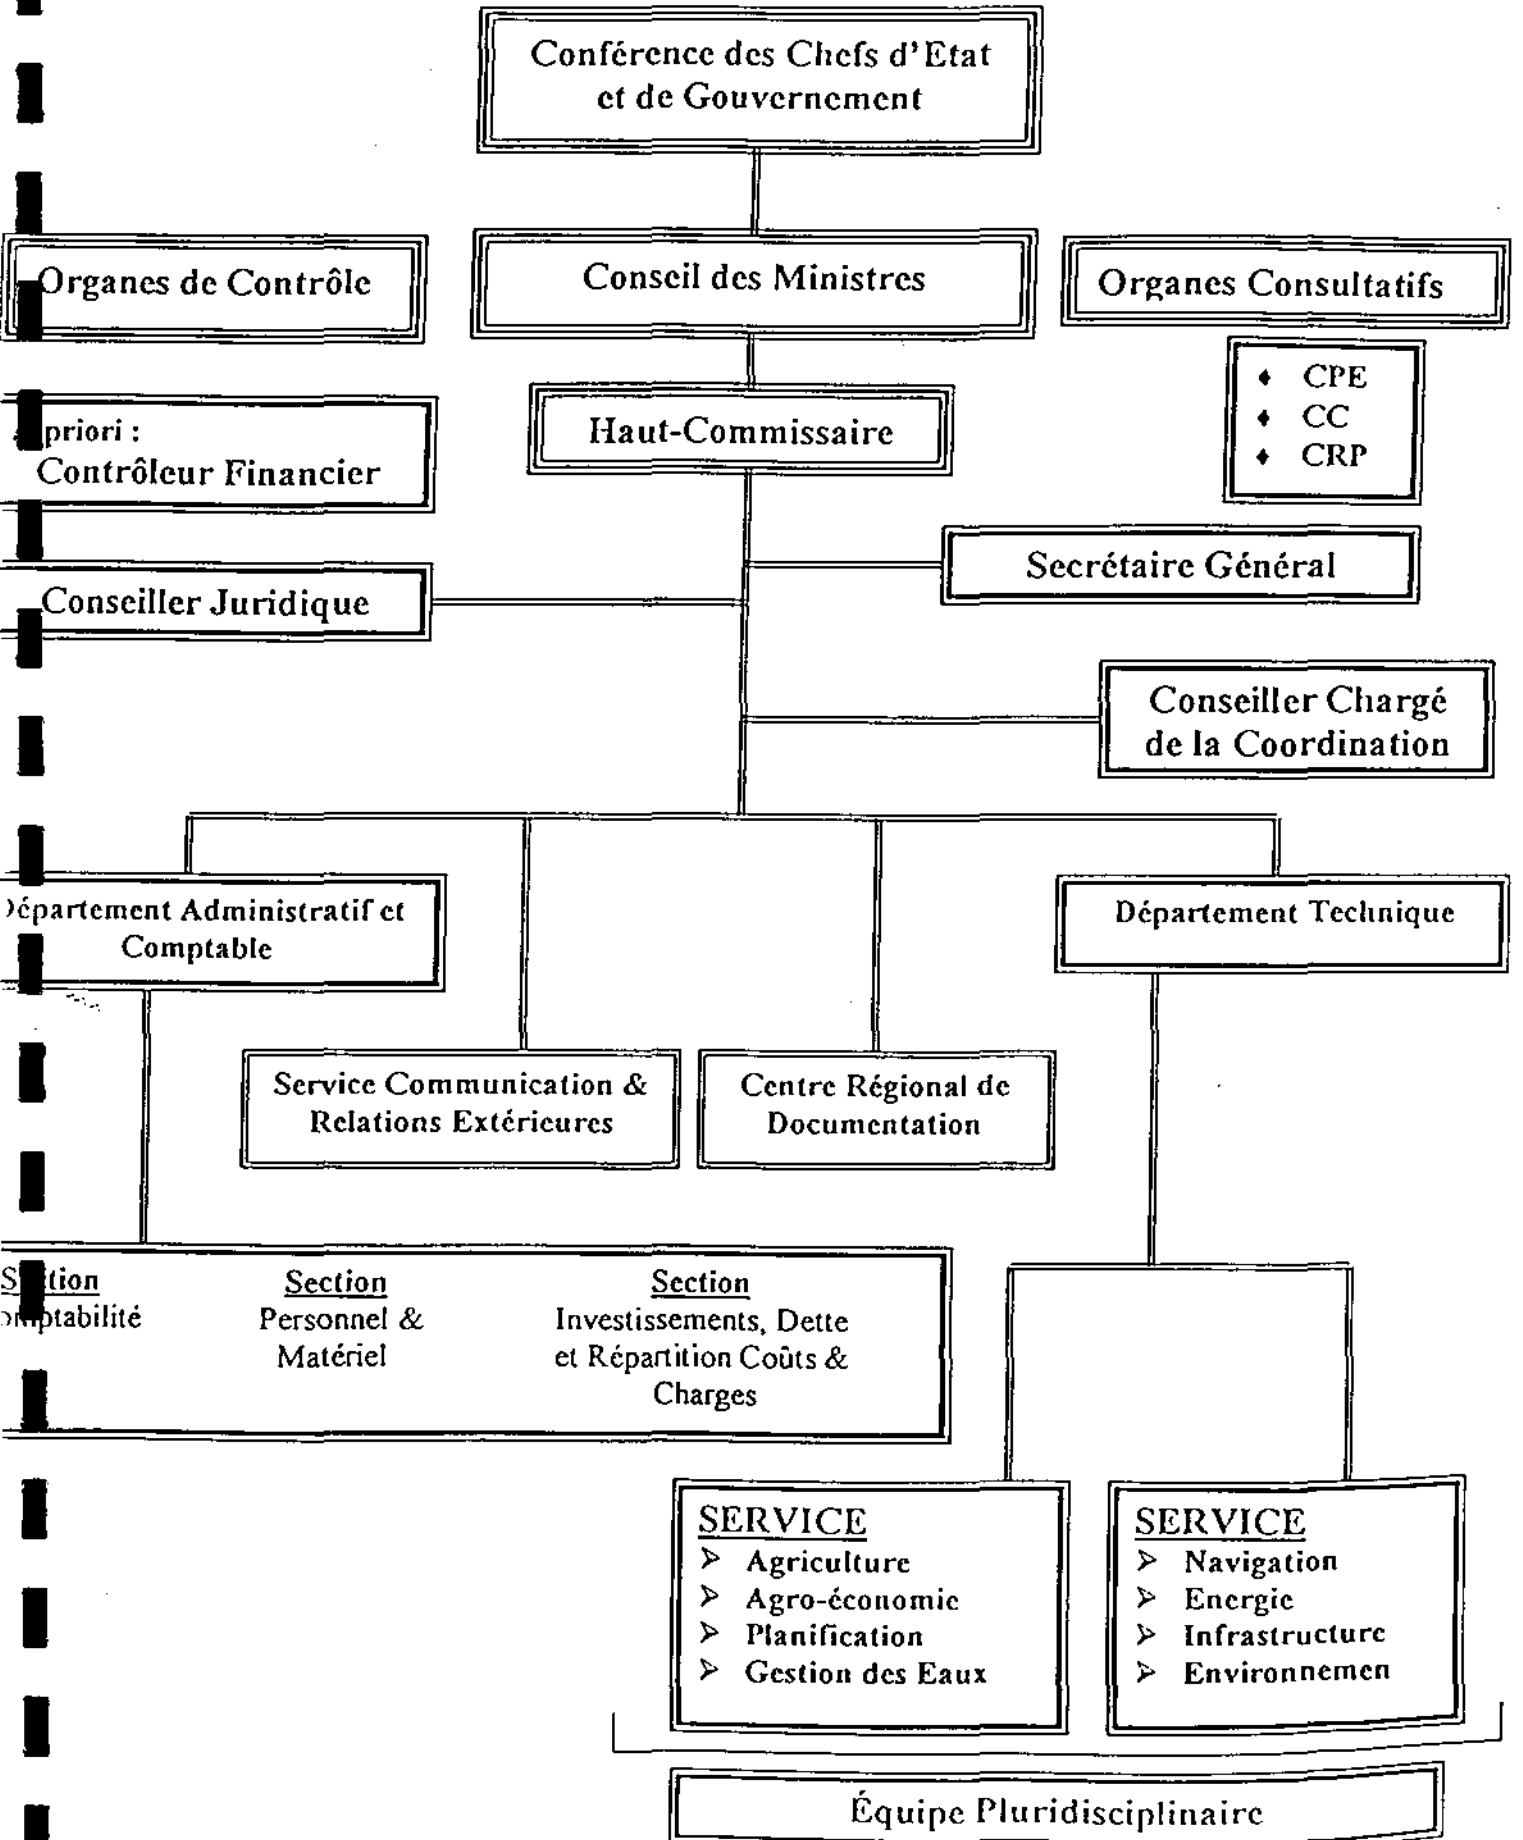 Conférence des Chefs d'Etat
et de Gouvernement
Organes de Contrôle
Conseil des Ministres
Organes Consultatifs
♦ CPE
♦ CC
♦ CRP
priori :
Contrôleur Financier
Haut-Commissaire
Secrétaire Général
Conseiller Juridique
Conseiller Chargé
de la Coordination
Département Administratif et
Comptable
Département Technique
Service Communication &
Relations Extérieures
Centre Régional de
Documentation
Section
Comptabilité
Section
Personnel &
Matériel
Section
Investissements, Dette
et Répartition Coûts &
Charges
SERVICE
➢ Agriculture
➢ Agro-économie
➢ Planification
➢ Gestion des Eaux
SERVICE
➢ Navigation
➢ Energie
➢ Infrastructure
➢ Environnemen
Équipe Pluridisciplinaire